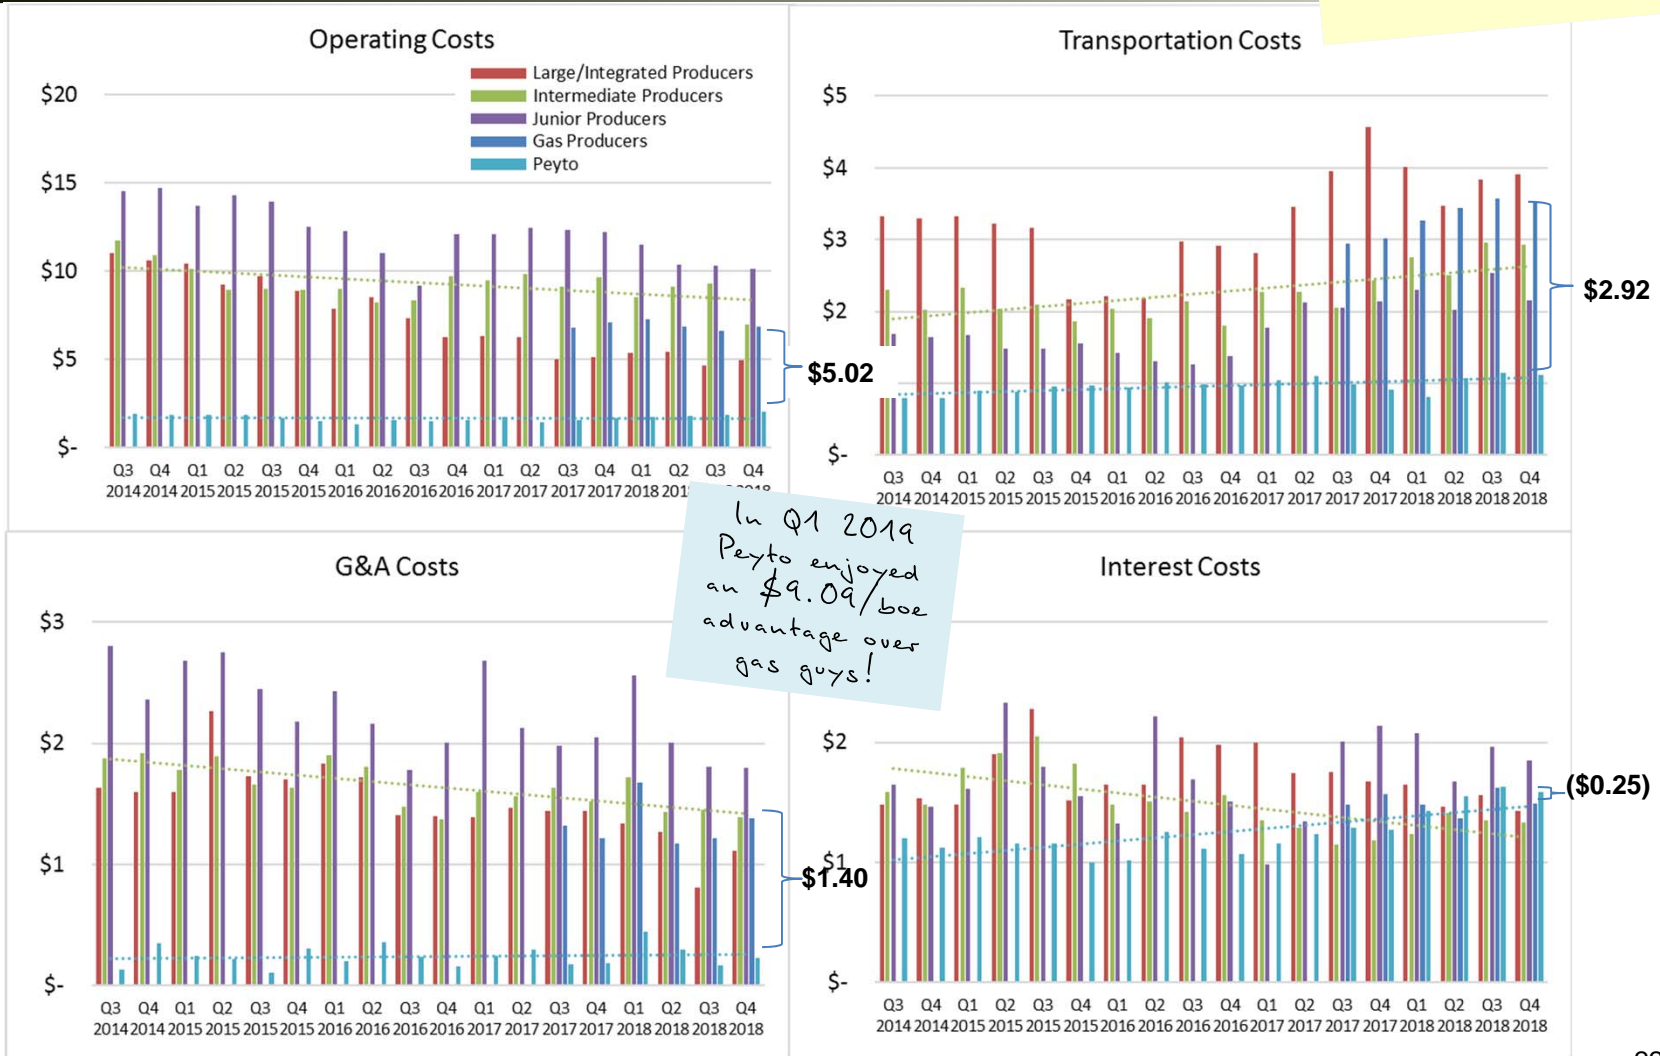 Operating Costs
Large/Integrated Producers
Intermediate Producers
Junior Producers
Gas Producers
Peyto
$20
$15
$10
$5
$-
$5.02
Q3 Q4 Q1 Q2 Q3 Q4 Q1 Q2 Q3 Q4 Q1 Q2 Q3 Q4 Q1 Q2 Q3 Q4
2014 2014 2015 2015 2015 2015 2016 2016 2016 2016 2017 2017 2017 2017 2018 2018
Transportation Costs
$5
$4
$3
$2
$-
$2.92
Q3 Q4 Q1 Q2 Q3 Q4 Q1 Q2 Q3 Q4 Q1 Q2 Q3 Q4 Q1 Q2 Q3 Q4
2014 2014 2015 2015 2015 2015 2016 2016 2016 2016 2017 2017 2017 2017 2018 2018 2018 2018
In Q1 2019
Peyto enjoyed
an $9.09/boe
advantage over
gas guys!
G&A Costs
$3
$2
$1
$-
$1.40
Q3 Q4 Q1 Q2 Q3 Q4 Q1 Q2 Q3 Q4 Q1 Q2 Q3 Q4 Q1 Q2 Q3 Q4
2014 2014 2015 2015 2015 2015 2016 2016 2016 2016 2017 2017 2017 2017 2018 2018 2018 2018
Interest Costs
$2
$1
$-
($0.25)
Q3 Q4 Q1 Q2 Q3 Q4 Q1 Q2 Q3 Q4 Q1 Q2 Q3 Q4 Q1 Q2 Q3 Q4
2014 2014 2015 2015 2015 2015 2016 2016 2016 2016 2017 2017 2017 2017 2018 2018 2018 2018